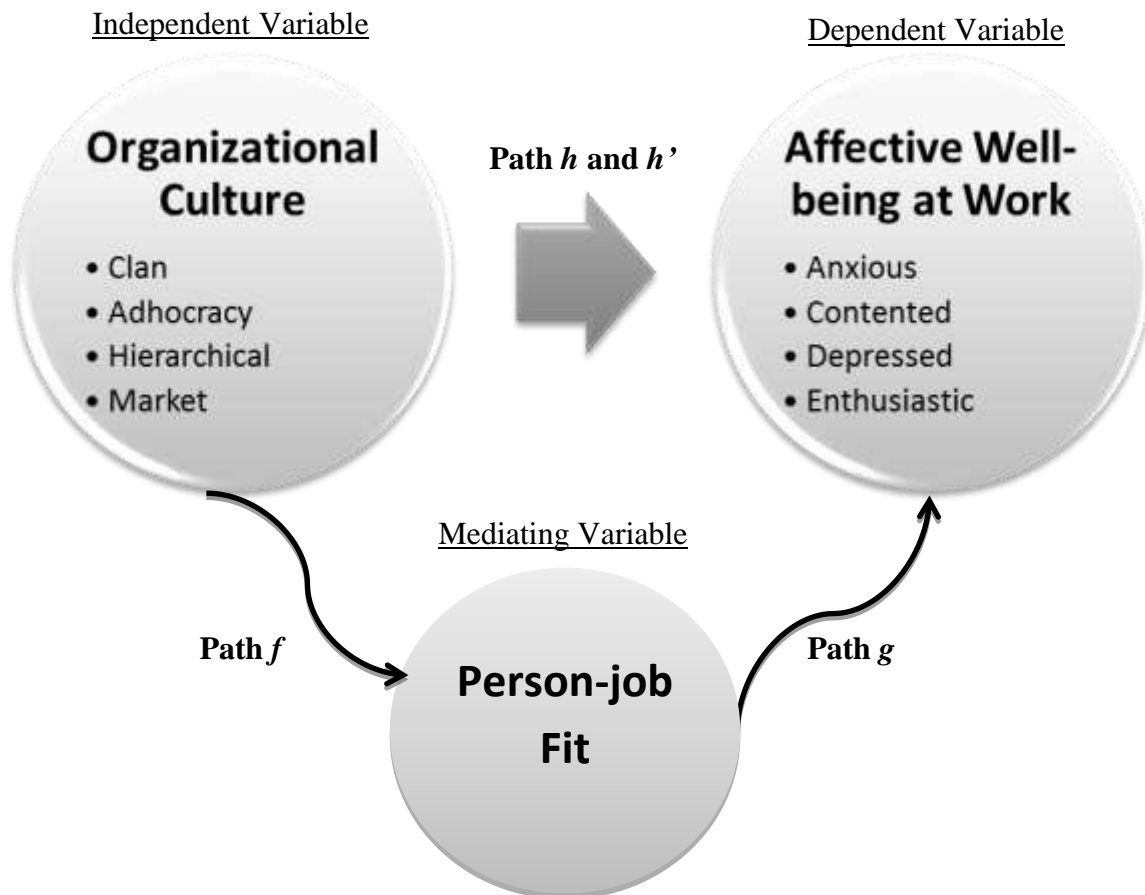 Independent Variable
Dependent Variable
Organizational
Culture
• Clan
• Adhocracy
• Hierarchical
• Market
Path h and h’
Affective Well-
being at Work
• Anxious
• Contented
• Depressed
• Enthusiastic
Mediating Variable
Path f
Path g
Person-job
Fit